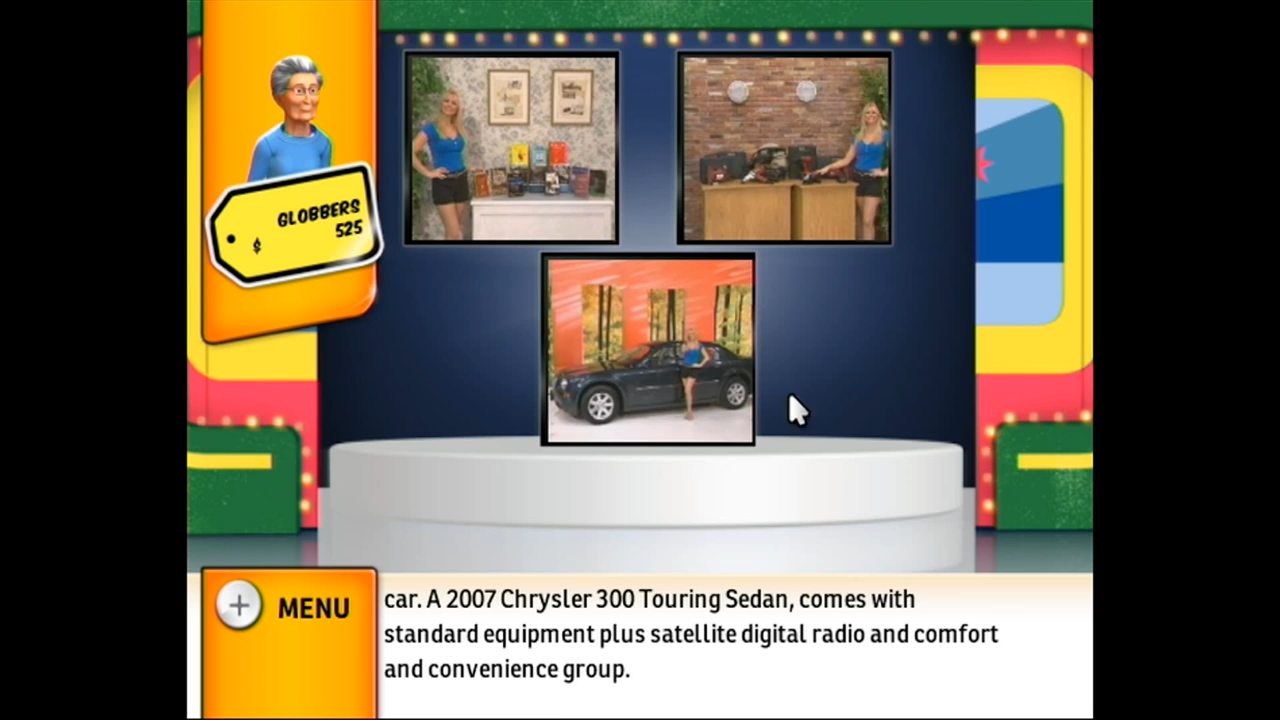 GLOBBERS
$ 525
MENU
car. A 2007 Chrysler 300 Touring Sedan, comes with
standard equipment plus satellite digital radio and comfort
and convenience group.